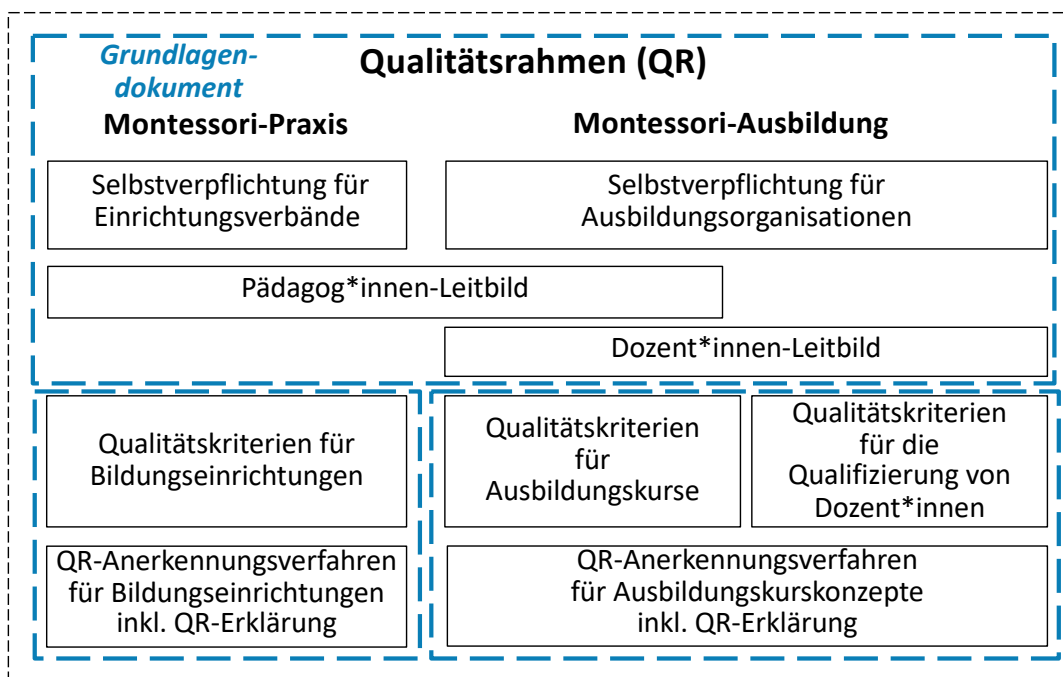 Grundlagen-
dokument
Qualitätsrahmen (QR)
Montessori-Praxis
Montessori-Ausbildung
Selbstverpflichtung für
Einrichtungsverbände
Selbstverpflichtung für
Ausbildungsorganisationen
Pädagog*innen-Leitbild
Dozent*innen-Leitbild
Qualitätskriterien für
Bildungseinrichtungen
Qualitätskriterien
für
Ausbildungskurse
Qualitätskriterien
für die
Qualifizierung von
Dozent*innen
QR-Anerkennungsverfahren
für Bildungseinrichtungen
inkl. QR-Erklärung
QR-Anerkennungsverfahren
für Ausbildungskurskonzepte
inkl. QR-Erklärung